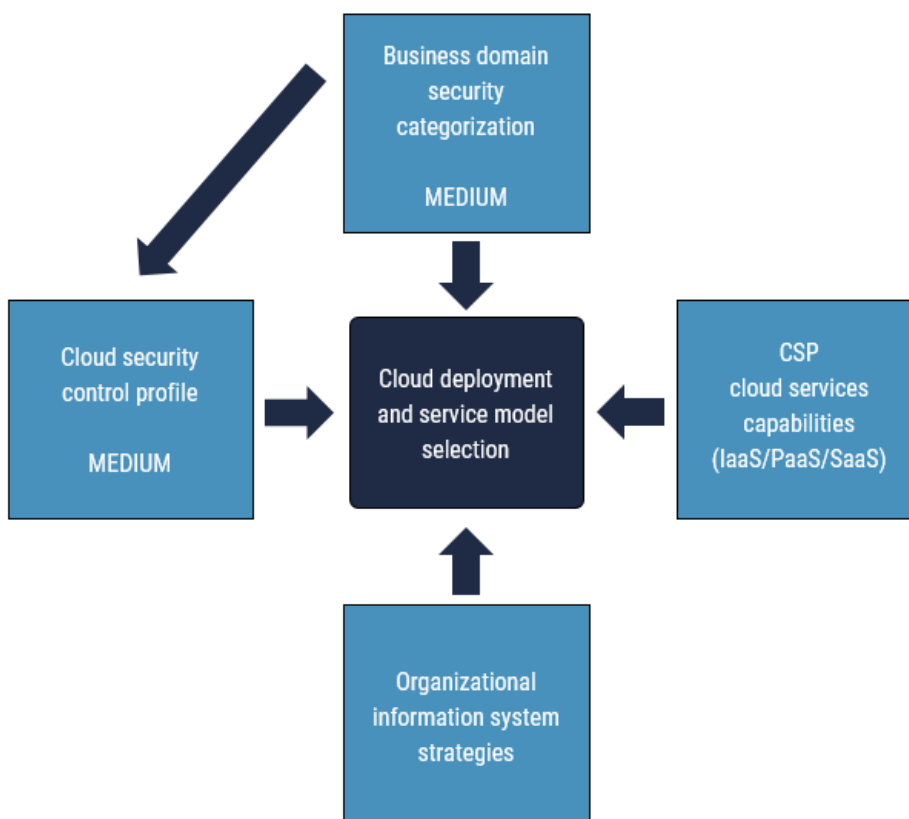 Business domain
security
categorization
MEDIUM
Cloud security
control profile
MEDIUM
Cloud deployment
and service model
selection
CSP
cloud services
capabilities
(IaaS/PaaS/SaaS)
Organizational
information system
strategies